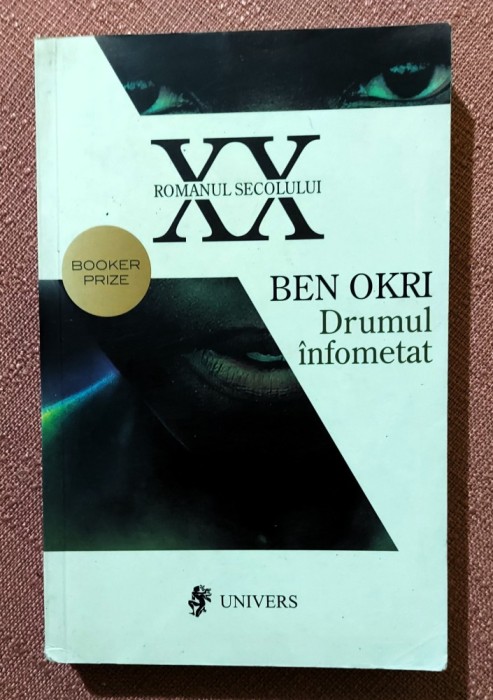 XX
ROMANUL SECOLULUI
BOOKER
PRIZE
BEN OKRI
Drumul
înfometat
UNIVERS